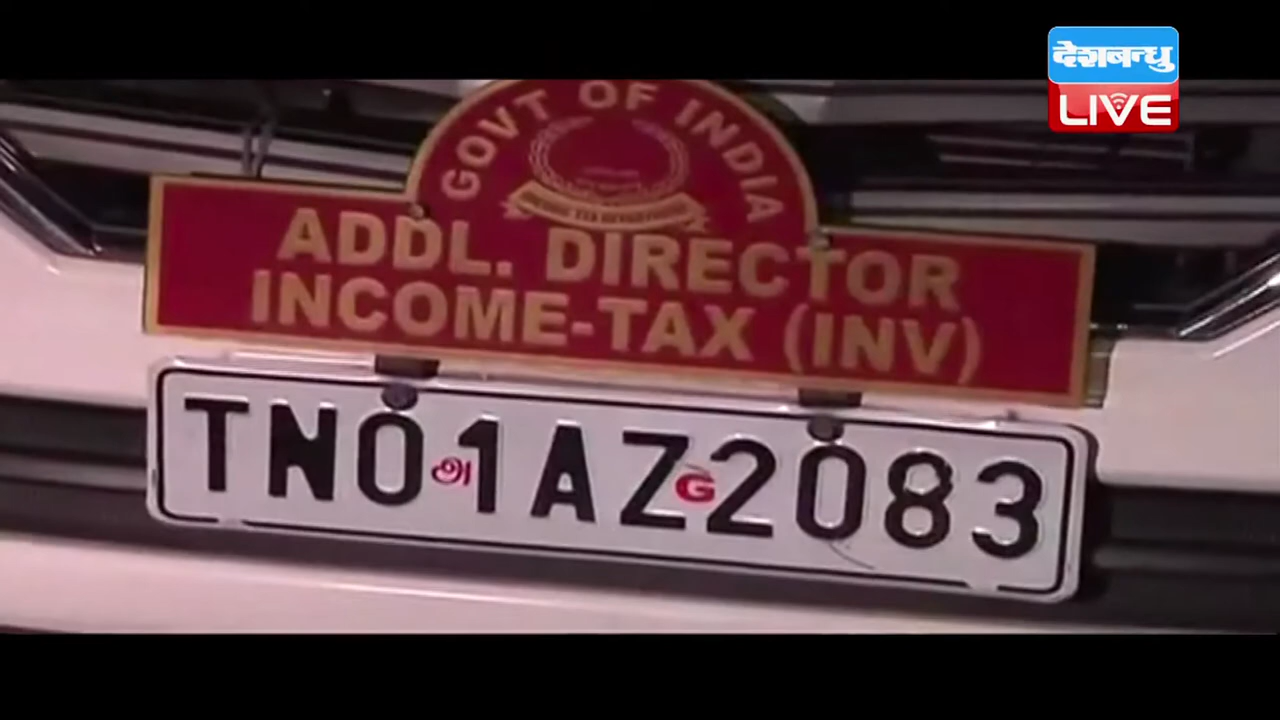 देशबन्धु
LIVE
GOVT OF INDIA
ADDL. DIRECTOR
INCOME-TAX (INV)
TN01AZ2083
அ
G